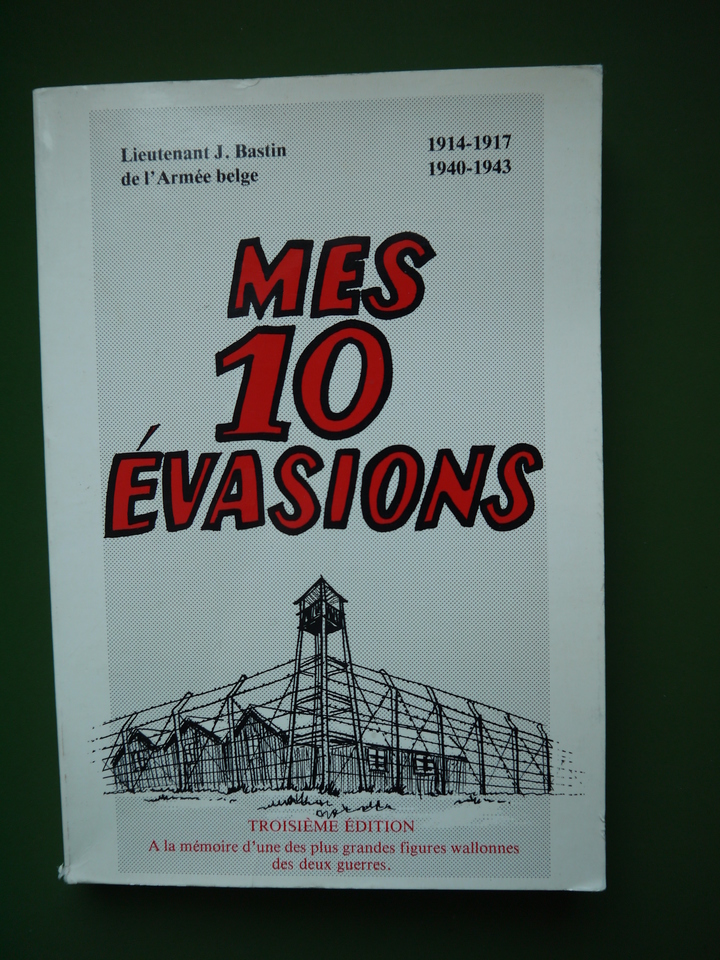 Lieutenant J. Bastin
de l'Armée belge
1914-1917
1940-1943
MES
10
ÉVASIONS
TROISIÈME ÉDITION
A la mémoire d'une des plus grandes figures wallonnes
des deux guerres.